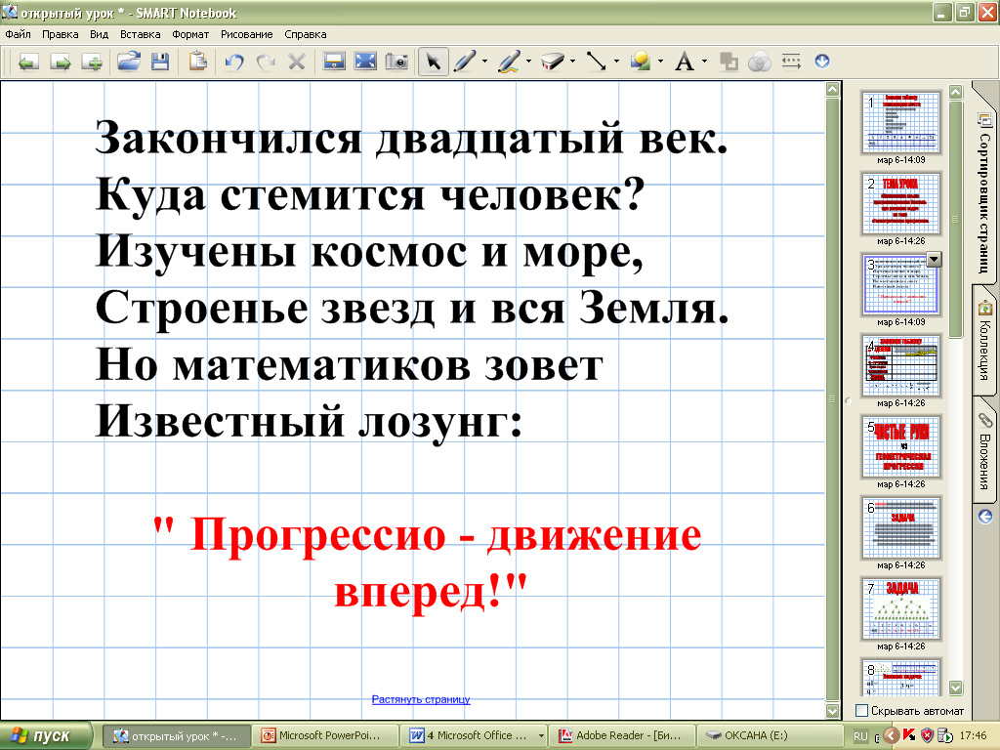 открытый урок * - SMART Notebook
Файл Правка Вид Вставка Формат Рисование Справка
Закончился двадцатый век.
Куда стемится человек?
Изучены космос и море,
Строенье звезд и вся Земля.
Но математиков зовет
Известный лозунг:
" Прогрессио - движение
вперед!"
Растянуть страницу
1
мар 6-14:09
2
ТЕМА УРОКА
мар 6-14:26
3
мар 6-14:09
4
мар 6-14:26
5
ЧИСТЫЕ РУКИ
из
ГЕОМЕТРИЧЕСКАЯ
ПРОГРЕССИЯ
мар 6-14:26
6
ЗАДАЧА
мар 6-14:26
7
ЗАДАЧА
мар 6-14:26
8
Скрывать автомат
Сортировщик страниц
Коллекция
Вложения
пуск
открытый урок * -...
Microsoft PowerPoi...
4 Microsoft Office ...
Adobe Reader - [Би...
ОКСАНА (E:)
RU
17:46